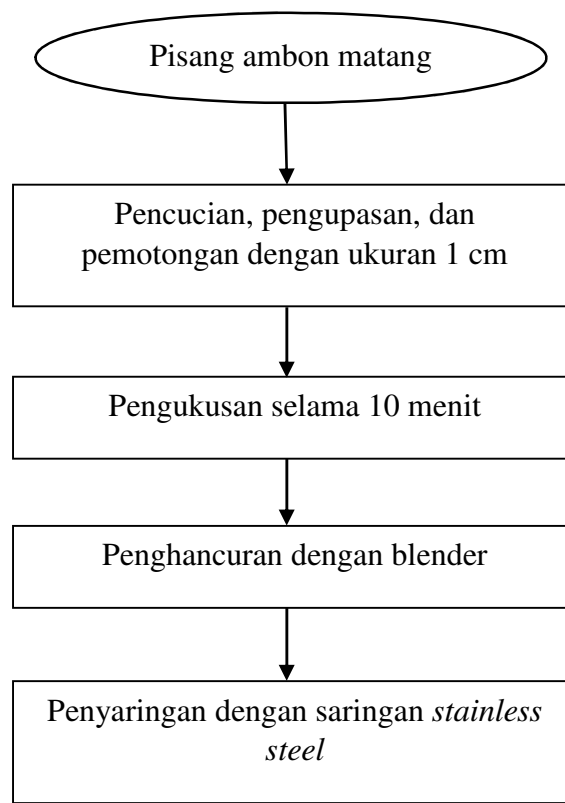 Pisang ambon matang
Pencucian, pengupasan, dan
pemotongan dengan ukuran 1 cm
Pengukusan selama 10 menit
Penghancuran dengan blender
Penyaringan dengan saringan stainless
steel